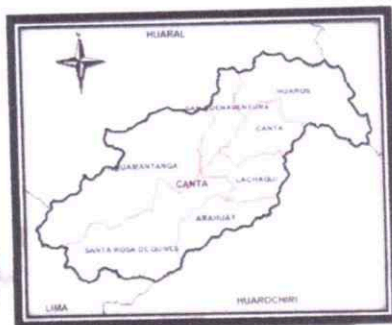 HUARAL
HUAROS
SAN BUENAVENTURA
CANTA
HUAMANTANGA
LACHAQUI
CANTA
ARAHUAY
SANTA ROSA DE QUIVES
HUAROCHIRI
LIMA